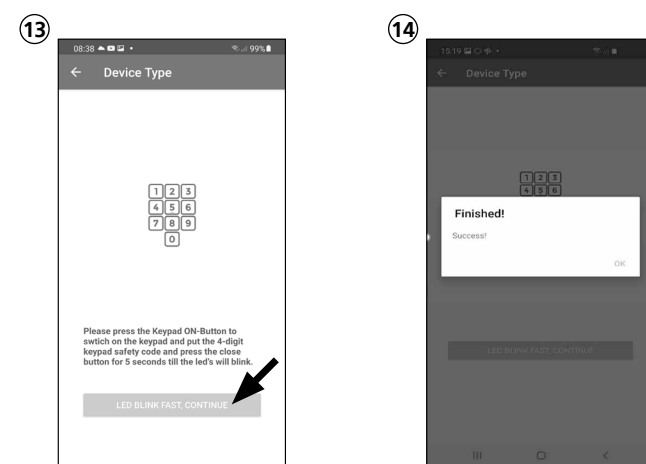 13
08:38 99%
← Device Type
1 2 3
4 5 6
7 8 9
0
Please press the Keypad ON-Button to
swtich on the keypad and put the 4-digit
keypad safety code and press the close
button for 5 seconds till the led's will blink.
LED BLINK FAST, CONTINUE
14
15:19
← Device Type
1 2 3
4 5 6
Finished!
Success!
OK
LED BLINK FAST, CONTINUE